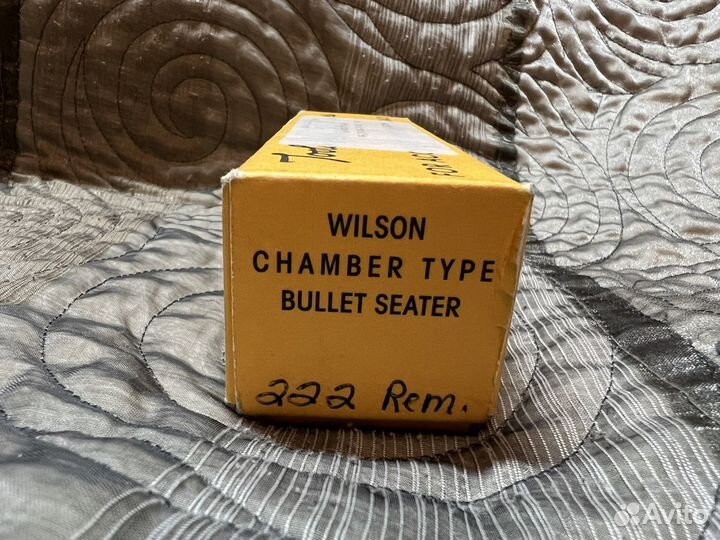 WILSON
CHAMBER TYPE
BULLET SEATER
222 Rem.
Avito